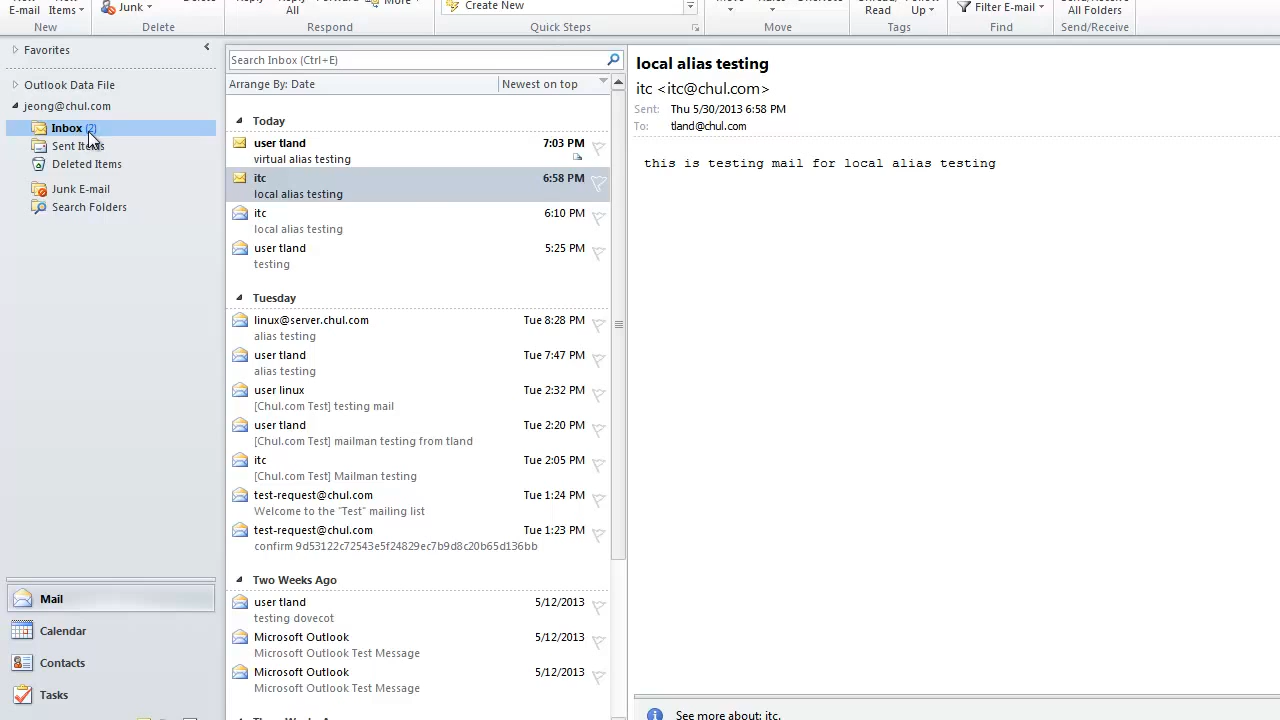 E-mail
Items
Junk
All
More
Create New
Read
Up
Filter E-mail
All Folders
New
Delete
Respond
Quick Steps
Move
Tags
Find
Send/Receive
Favorites
Outlook Data File
jeong@chul.com
Inbox (2)
Sent Items
Deleted Items
Junk E-mail
Search Folders
Mail
Calendar
Contacts
Tasks
Search Inbox (Ctrl+E)
Arrange By: Date
Newest on top
Today
user tland 7:03 PM
virtual alias testing
itc 6:58 PM
local alias testing
itc 6:10 PM
local alias testing
user tland 5:25 PM
testing
Tuesday
linux@server.chul.com Tue 8:28 PM
alias testing
user tland Tue 7:47 PM
alias testing
user linux Tue 2:32 PM
[Chul.com Test] testing mail
user tland Tue 2:20 PM
[Chul.com Test] mailman testing from tland
itc Tue 2:05 PM
[Chul.com Test] Mailman testing
test-request@chul.com Tue 1:24 PM
Welcome to the "Test" mailing list
test-request@chul.com Tue 1:23 PM
confirm 9d53122c72543e5f24829ec7b9d8c20b65d136bb
Two Weeks Ago
user tland 5/12/2013
testing dovecot
Microsoft Outlook 5/12/2013
Microsoft Outlook Test Message
Microsoft Outlook 5/12/2013
Microsoft Outlook Test Message
local alias testing
itc <itc@chul.com>
Sent: Thu 5/30/2013 6:58 PM
To: tland@chul.com
this is testing mail for local alias testing
See more about: itc.